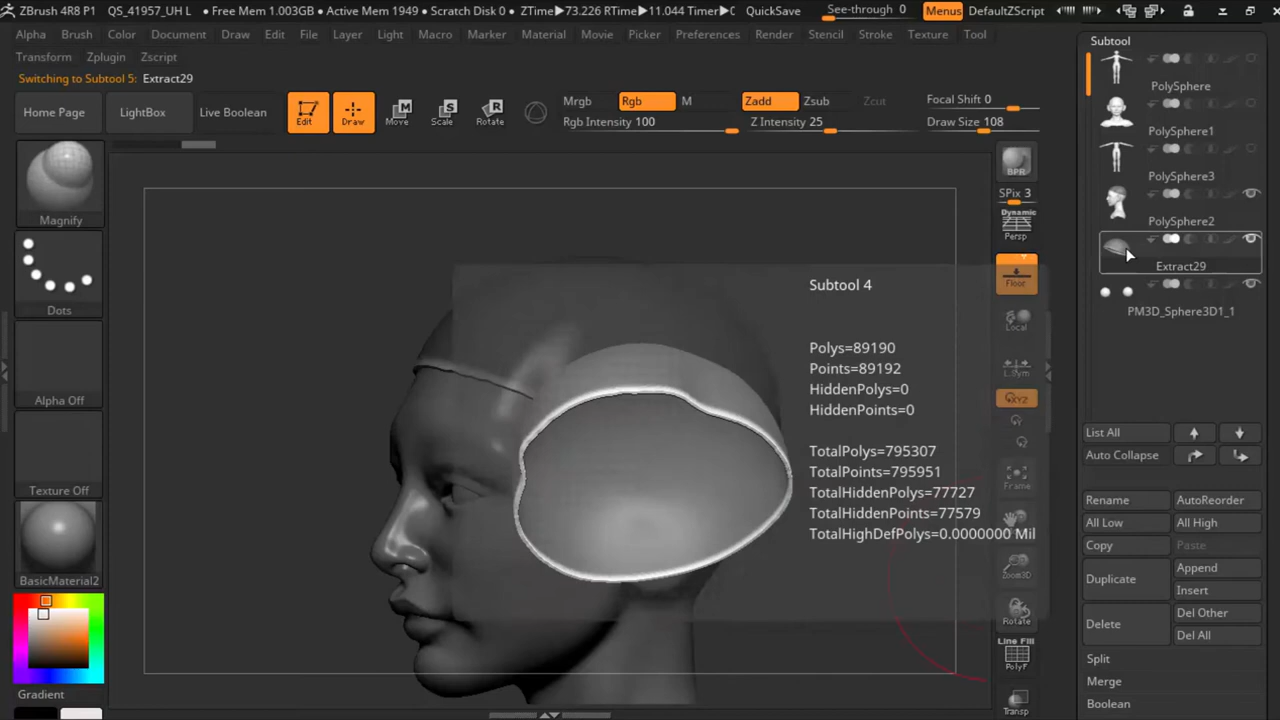 ZBrush 4R8 P1 QS_41957_UH L • Free Mem 1.003GB • Active Mem 1949 • Scratch Disk 0 • ZTime▶73.226 RTime▶11.044 Timer▶0 QuickSave See-through 0 Menus DefaultZScript
Alpha Brush Color Document Draw Edit File Layer Light Macro Marker Material Movie Picker Preferences Render Stencil Stroke Texture Tool
Transform Zplugin Zscript
Switching to Subtool 5: Extract29
Home Page LightBox Live Boolean Edit Draw Move Scale Rotate
Mrgb Rgb M Zadd Zsub Zcut Focal Shift 0
Rgb Intensity 100 Z Intensity 25 Draw Size 108
Magnify
Dots
Alpha Off
Texture Off
BasicMaterial2
Gradient
Subtool 4
Polys=89190
Points=89192
HiddenPolys=0
HiddenPoints=0
TotalPolys=795307
TotalPoints=795951
TotalHiddenPolys=77727
TotalHiddenPoints=77579
TotalHighDefPolys=0.0000000 Mil
BPR
SPix 3
Dynamic
Persp
Floor
Local
L.Sym
XYZ
Frame
Zoom3D
Rotate
Line Fill
PolyF
Transp
Subtool
PolySphere
PolySphere1
PolySphere3
PolySphere2
Extract29
PM3D_Sphere3D1_1
List All
Auto Collapse
Rename AutoReorder
All Low All High
Copy Paste
Duplicate Append
Insert
Delete Del Other
Del All
Split
Merge
Boolean